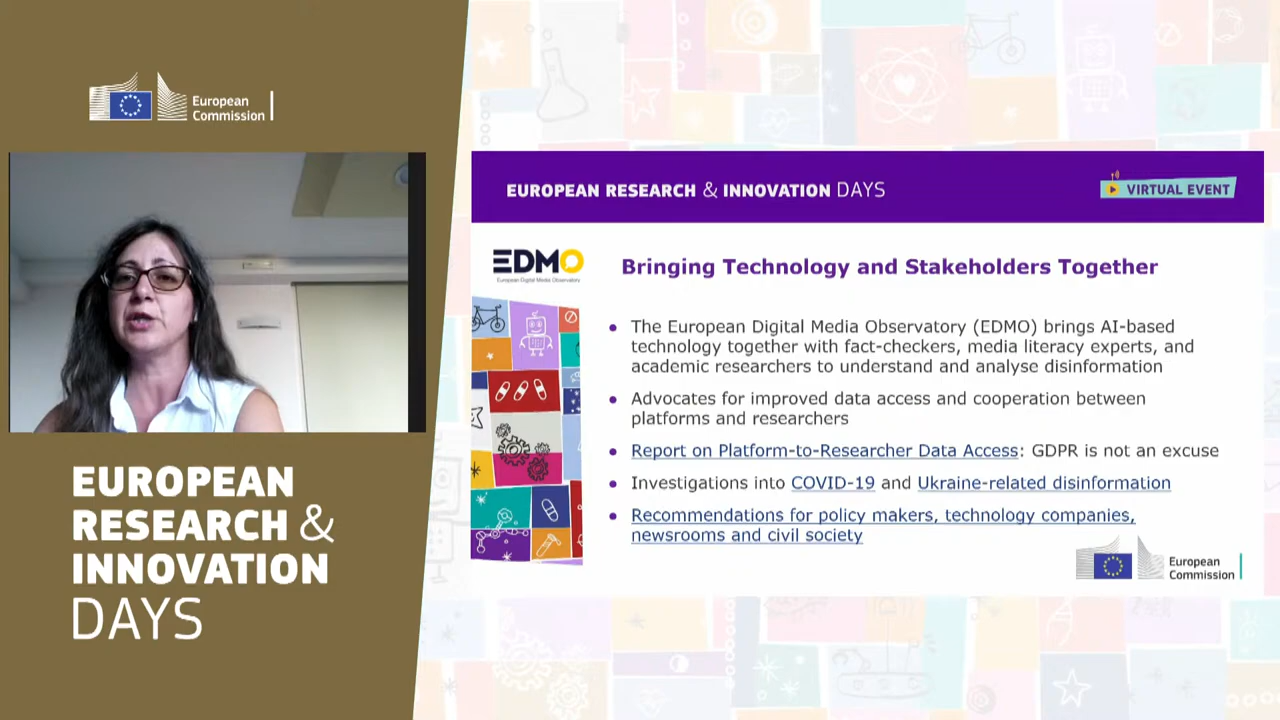 European
Commission
EUROPEAN
RESEARCH &
INNOVATION
DAYS
EUROPEAN RESEARCH & INNOVATION DAYS
VIRTUAL EVENT
EDMO
European Digital Media Observatory
Bringing Technology and Stakeholders Together
• The European Digital Media Observatory (EDMO) brings AI-based
technology together with fact-checkers, media literacy experts, and
academic researchers to understand and analyse disinformation
• Advocates for improved data access and cooperation between
platforms and researchers
• Report on Platform-to-Researcher Data Access: GDPR is not an excuse
• Investigations into COVID-19 and Ukraine-related disinformation
• Recommendations for policy makers, technology companies,
newsrooms and civil society
European
Commission